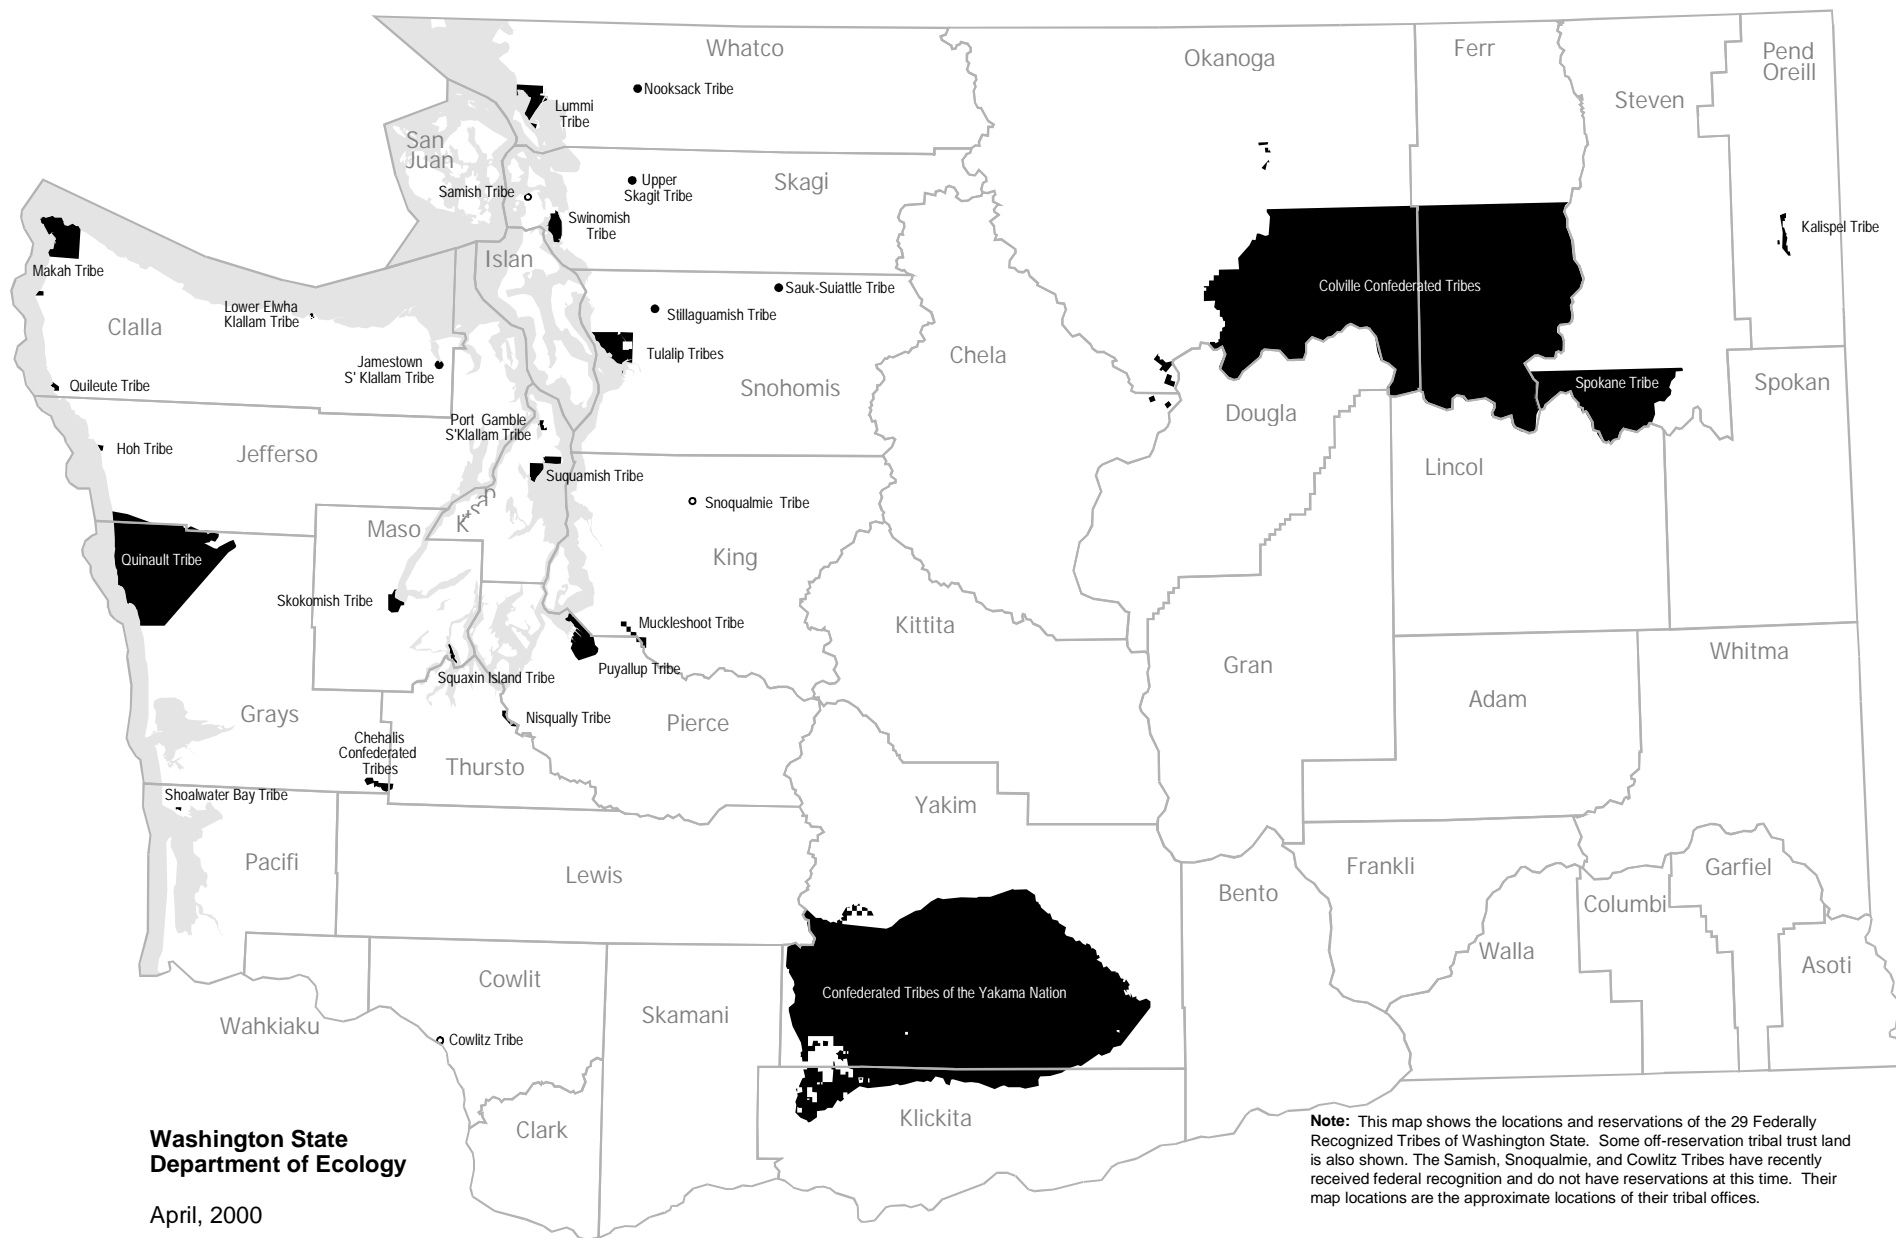 Whatco
Okanoga
Ferr
Pend
Oreill
Steven
Nooksack Tribe
Lummi
Tribe
San
Juan
Samish Tribe
Upper
Skagit Tribe
Skagi
Swinomish
Tribe
Kalispel Tribe
Makah Tribe
Islan
Colville Confederated Tribes
Sauk-Suiattle Tribe
Lower Elwha
Klallam Tribe
Stillaguamish Tribe
Clalla
Tulalip Tribes
Chela
Jamestown
S' Klallam Tribe
Quileute Tribe
Snohomis
Spokane Tribe
Spokan
Dougla
Port Gamble
S'Klallam Tribe
Hoh Tribe
Jefferso
Suquamish Tribe
Lincol
Kitsap
Snoqualmie Tribe
Maso
Quinault Tribe
King
Skokomish Tribe
Muckleshoot Tribe
Kittita
Puyallup Tribe
Squaxin Island Tribe
Gran
Whitma
Adam
Grays
Nisqually Tribe
Pierce
Chehalis
Confederated
Tribes
Thursto
Shoalwater Bay Tribe
Yakim
Pacifi
Lewis
Frankli
Garfiel
Bento
Columbi
Walla
Asoti
Cowlit
Confederated Tribes of the Yakama Nation
Skamani
Wahkiaku
Cowlitz Tribe
Klickita
Clark
Washington State
Department of Ecology
April, 2000
Note: This map shows the locations and reservations of the 29 Federally
Recognized Tribes of Washington State. Some off-reservation tribal trust land
is also shown. The Samish, Snoqualmie, and Cowlitz Tribes have recently
received federal recognition and do not have reservations at this time. Their
map locations are the approximate locations of their tribal offices.